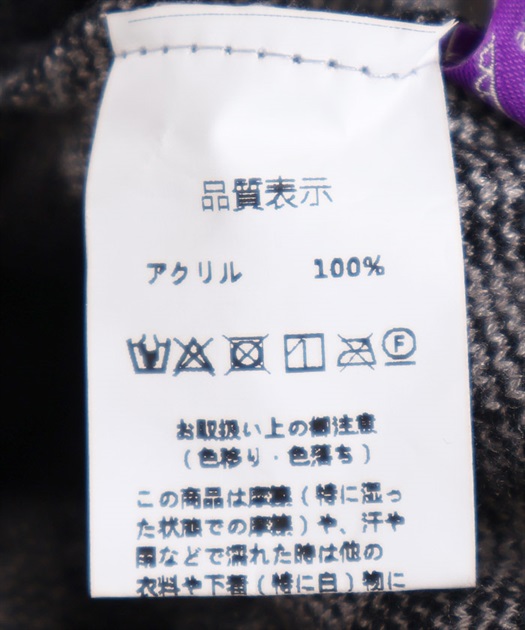 品質表示
アクリル 100%
F
お取扱い上の御注意
(色移り・色落ち)
この商品は摩擦(特に湿っ
た状態での摩擦)や、汗や
雨などで濡れた時は他の
衣料や下着(特に白)物に